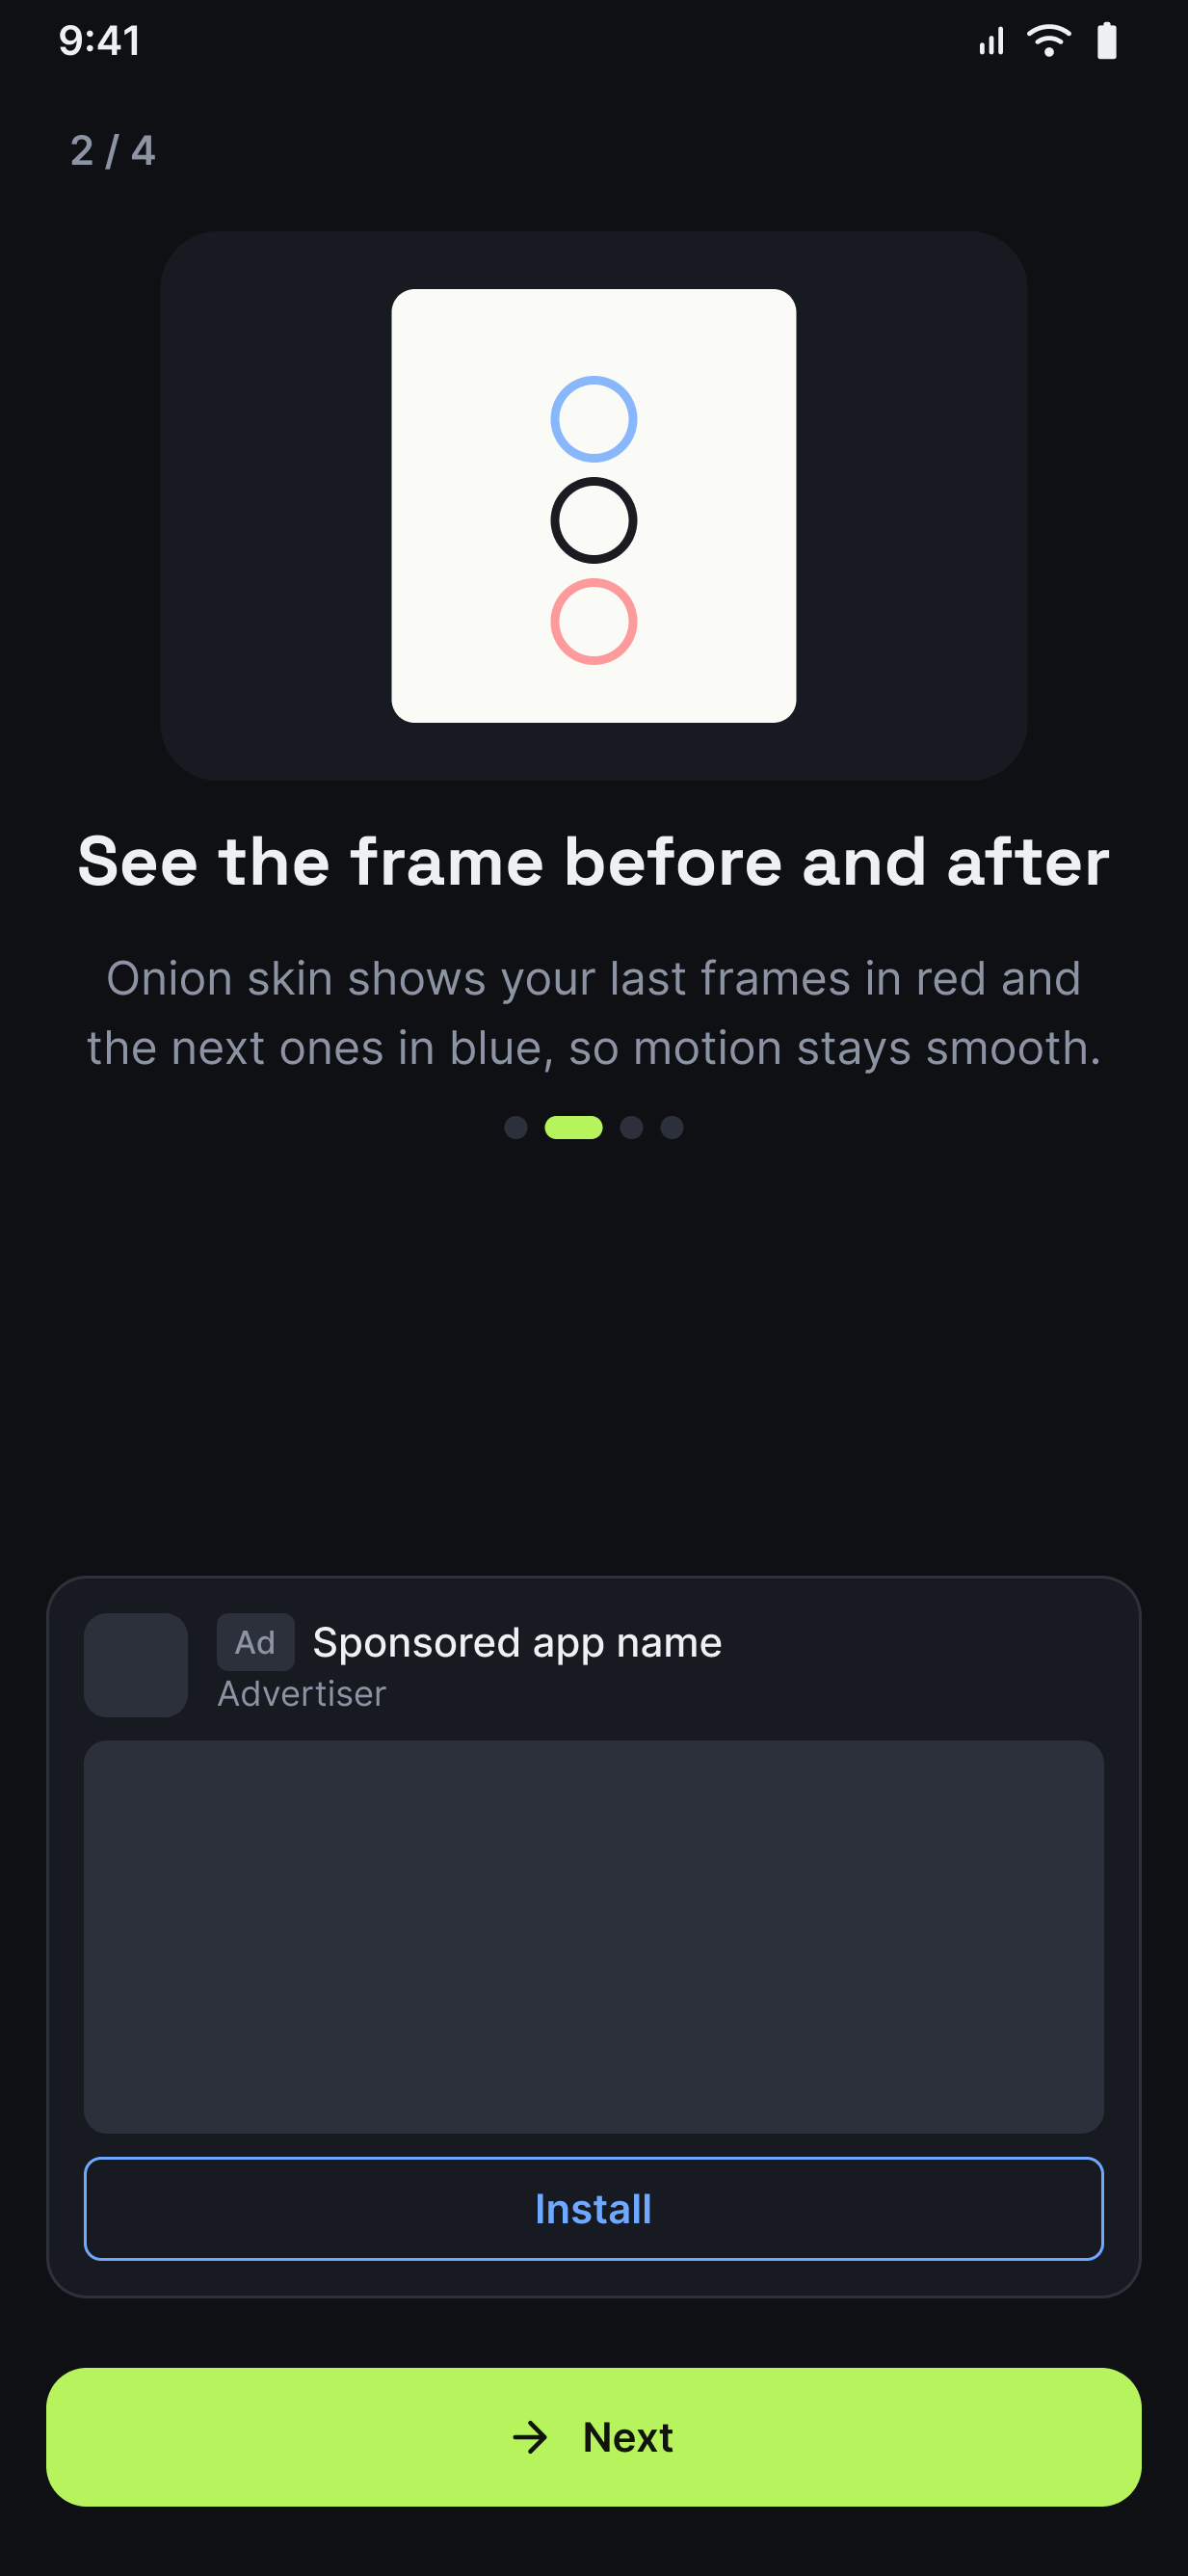 9:41
2 / 4
See the frame before and after
Onion skin shows your last frames in red and
the next ones in blue, so motion stays smooth.
Ad Sponsored app name
Advertiser
Install
Next